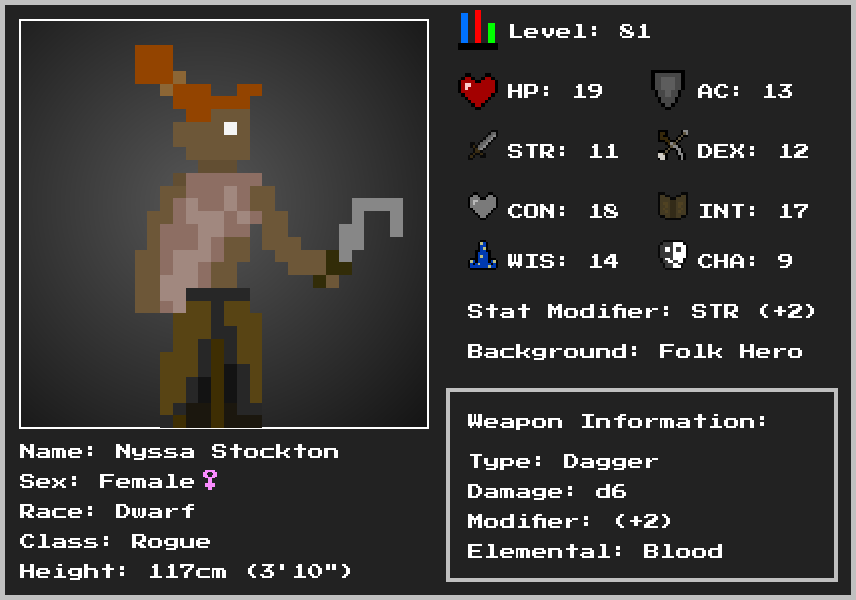 Level: 81
HP: 19
AC: 13
STR: 11
DEX: 12
CON: 18
INT: 17
WIS: 14
CHA: 9
Stat Modifier: STR (+2)
Background: Folk Hero
Weapon Information:
Type: Dagger
Damage: d6
Modifier: (+2)
Elemental: Blood
Name: Nyssa Stockton
Sex: Female♀
Race: Dwarf
Class: Rogue
Height: 117cm (3'10")